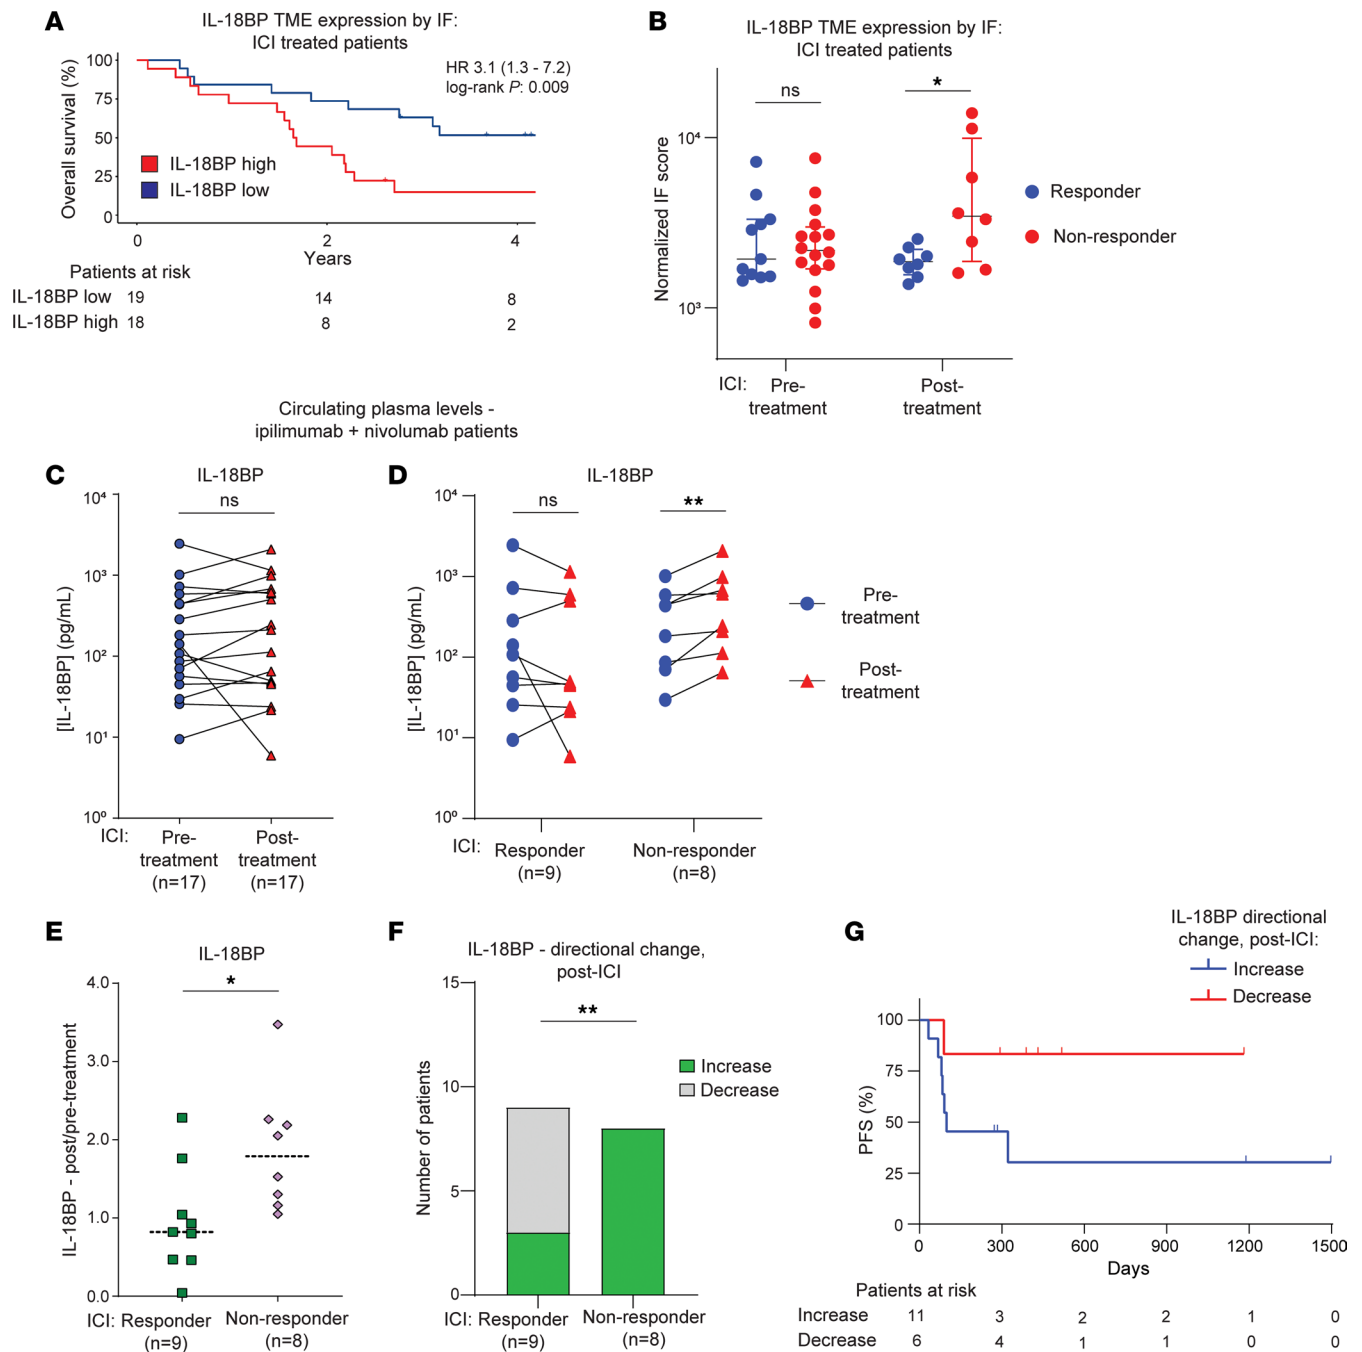 A
IL-18BP TME expression by IF:
ICI treated patients
HR 3.1 (1.3 - 7.2)
log-rank P: 0.009
Overall survival (%)
100
75
50
25
0
IL-18BP high
IL-18BP low
0
2
4
Years
Patients at risk
IL-18BP low 19 14 8
IL-18BP high 18 8 2
B
IL-18BP TME expression by IF:
ICI treated patients
ns
*
Normalized IF score
10⁴
10³
Responder
Non-responder
ICI:
Pre-
treatment
Post-
treatment
Circulating plasma levels -
ipilimumab + nivolumab patients
C
IL-18BP
ns
[IL-18BP] (pg/mL)
10⁴
10³
10²
10¹
10⁰
ICI:
Pre-
treatment
(n=17)
Post-
treatment
(n=17)
D
IL-18BP
ns
**
[IL-18BP] (pg/mL)
10⁴
10³
10²
10¹
10⁰
Pre-
treatment
Post-
treatment
ICI:
Responder
(n=9)
Non-responder
(n=8)
E
IL-18BP
*
IL-18BP - post/pre-treatment
4.0
3.0
2.0
1.0
0.0
ICI: Responder
(n=9)
Non-responder
(n=8)
F
IL-18BP - directional change,
post-ICI
**
Number of patients
15
10
5
0
Increase
Decrease
ICI: Responder
(n=9)
Non-responder
(n=8)
G
IL-18BP directional
change, post-ICI:
Increase
Decrease
PFS (%)
100
75
50
25
0
0 300 600 900 1200 1500
Days
Patients at risk
Increase 11 3 2 2 1 0
Decrease 6 4 1 1 0 0